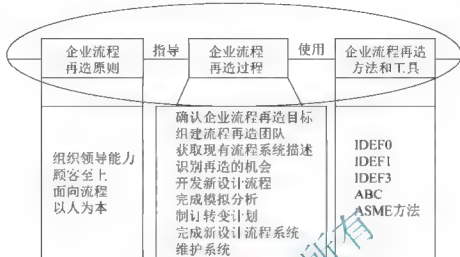 企业流程
再造原则
指导
企业流程
再造过程
使用
企业流程再造
方法和工具
组织领导能力
顾客至上
面向流程
以人为本
确认企业流程再造目标
组建流程再造团队
获取现有流程系统描述
识别再造的机会
开发新设计流程
完成模拟分析
制订转变计划
完成新设计流程系统
维护系统
IDEF0
IDEF1
IDEF3
ABC
ASME方法
所有